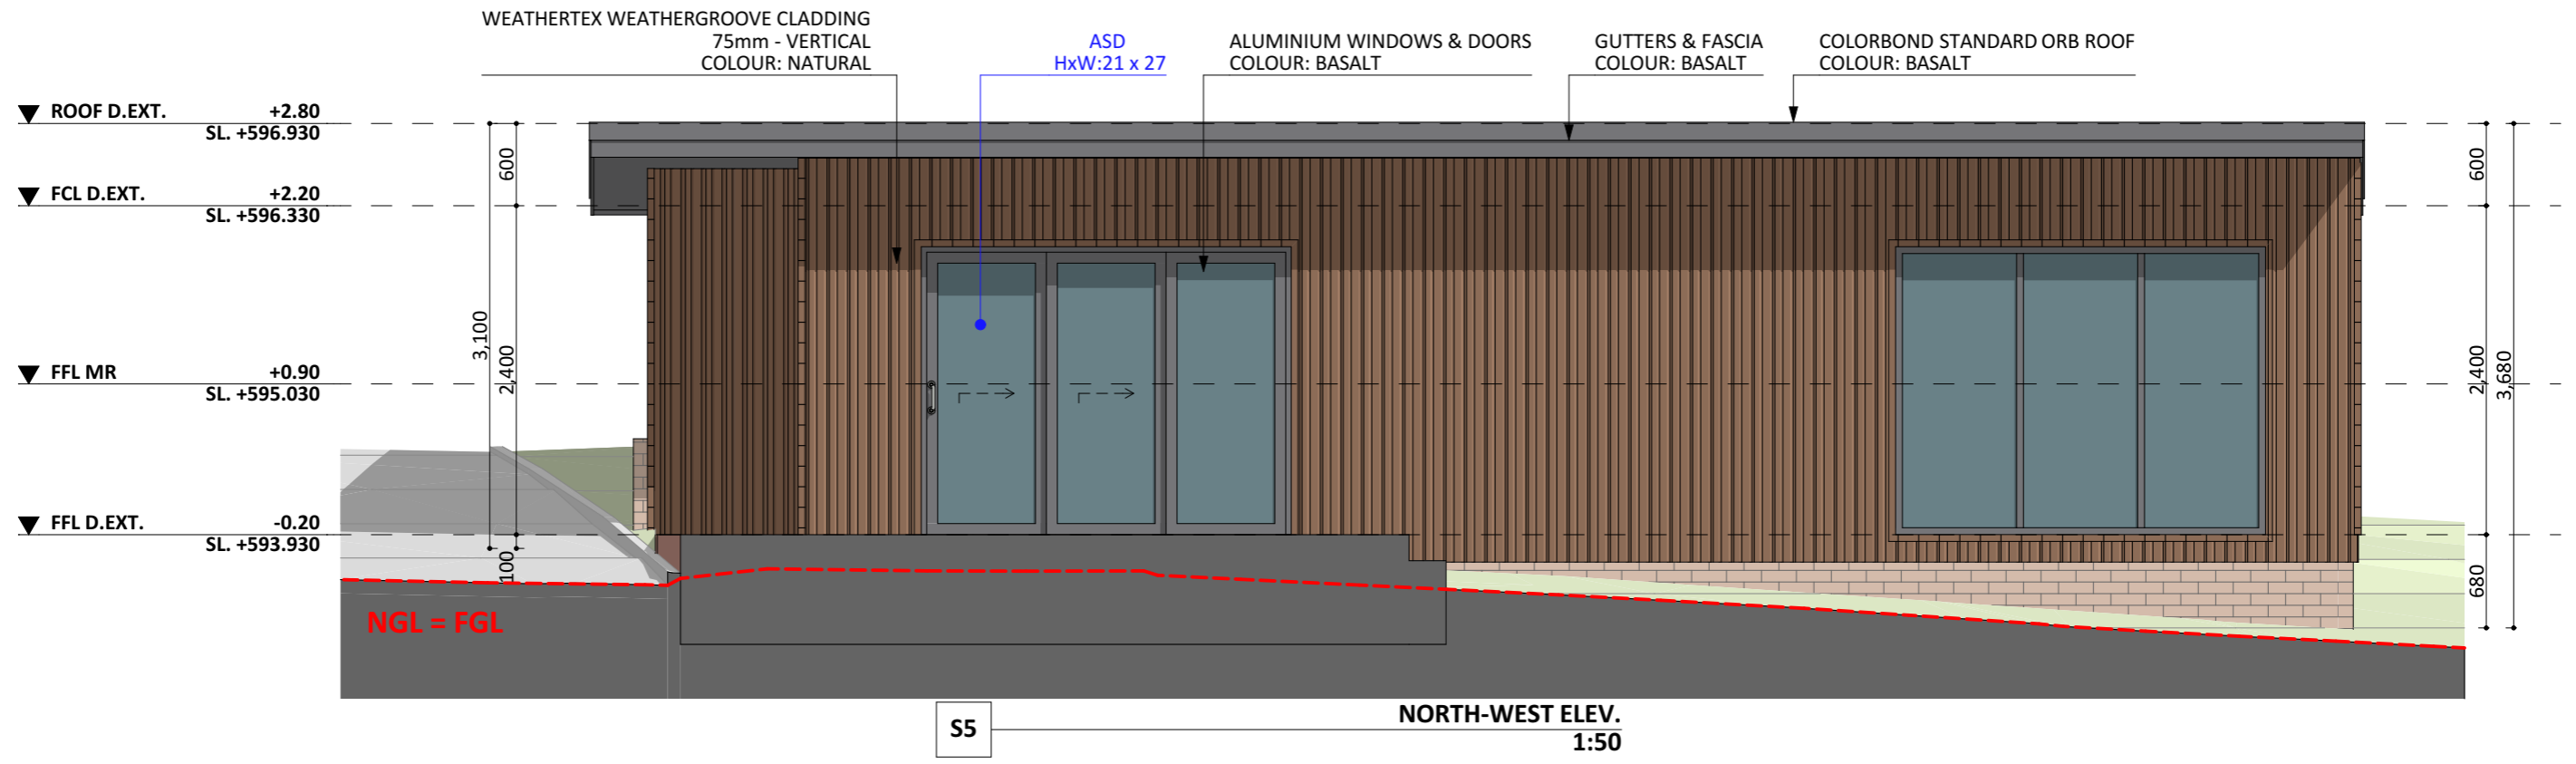 WEATHERTEX WEATHERGROOVE CLADDING
75mm - VERTICAL
COLOUR: NATURAL
ASD
HxW:21 x 27
ALUMINIUM WINDOWS & DOORS
COLOUR: BASALT
GUTTERS & FASCIA
COLOUR: BASALT
COLORBOND STANDARD ORB ROOF
COLOUR: BASALT
ROOF D.EXT. +2.80
SL. +596.930
FCL D.EXT. +2.20
SL. +596.330
FFL MR +0.90
SL. +595.030
FFL D.EXT. -0.20
SL. +593.930
3,100
600
2,400
100
600
2,400
680
3,680
NGL = FGL
S5
NORTH-WEST ELEV.
1:50